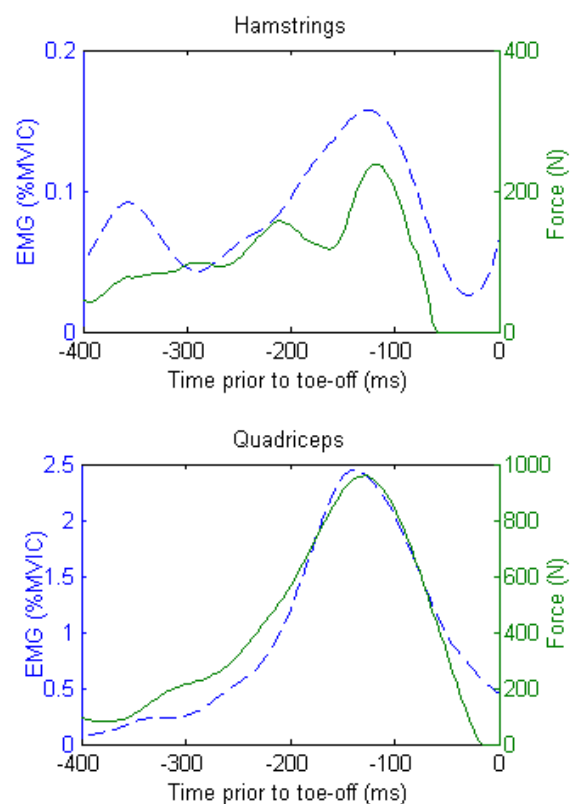 Hamstrings
0.2
0.1
0
EMG (%MVIC)
400
200
0
Force (N)
-400 -300 -200 -100 0
Time prior to toe-off (ms)
Quadriceps
2.5
2
1.5
1
0.5
0
EMG (%MVIC)
1000
800
600
400
200
0
Force (N)
-400 -300 -200 -100 0
Time prior to toe-off (ms)